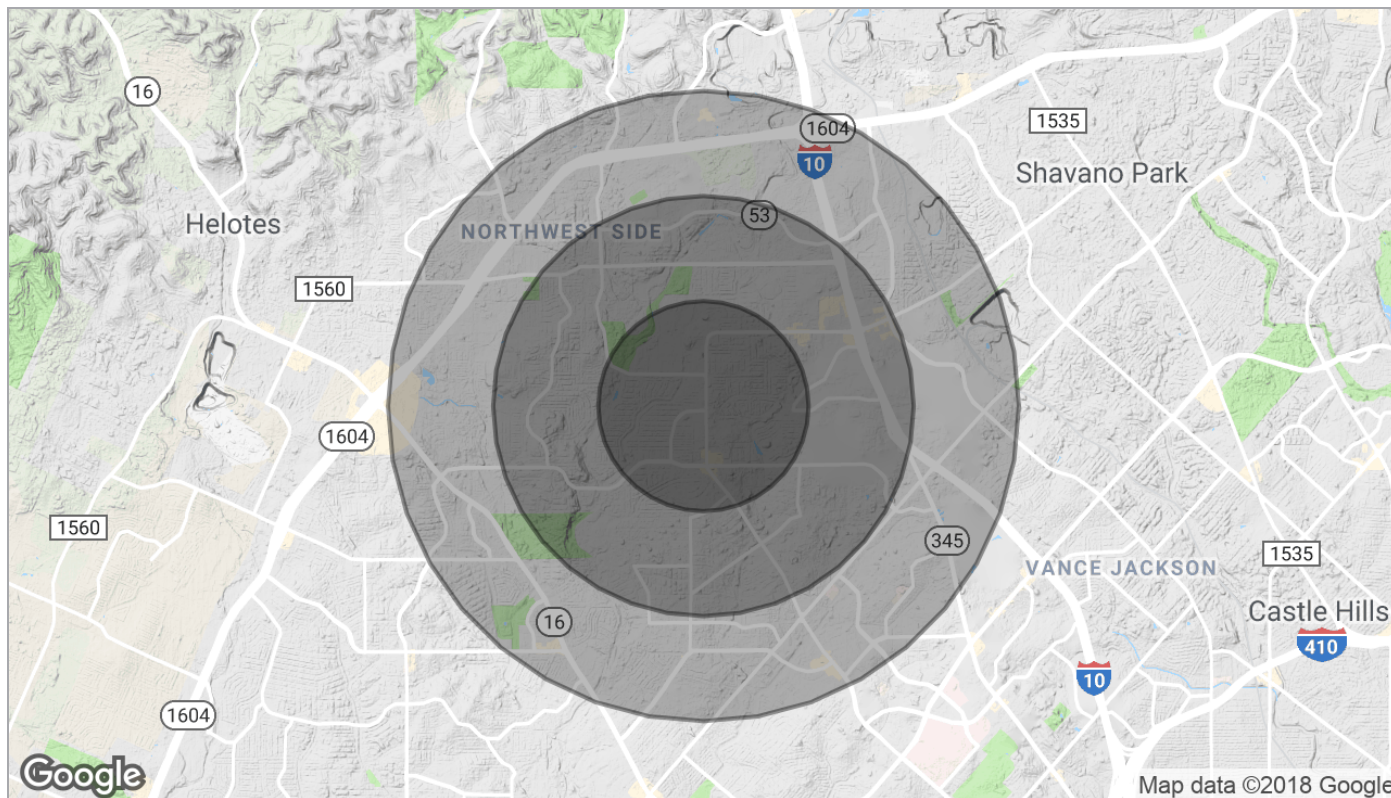 16
1604
1535
10
Shavano Park
53
Helotes
NORTHWEST SIDE
1560
1604
1560
345
1535
VANCE JACKSON
Castle Hills
16
410
10
1604
Google
Map data ©2018 Google